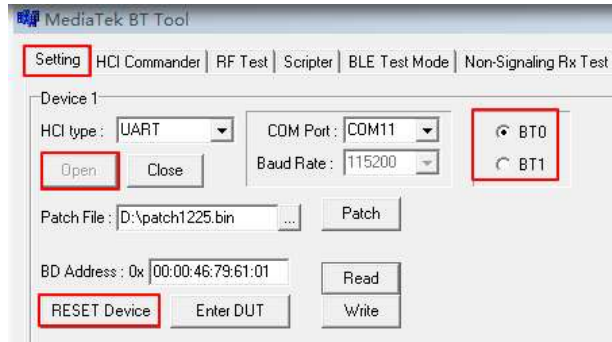 MediaTek BT Tool
Setting HCI Commander RF Test Scripter BLE Test Mode Non-Signaling Rx Test
Device 1
HCI type : UART COM Port : COM11 BT0
Open Close Baud Rate : 115200 BT1
Patch File : D:\patch1225.bin ... Patch
BD Address : 0x 00:00:46:79:61:01 Read
RESET Device Enter DUT Write